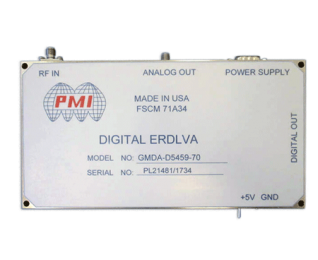 RF IN ANALOG OUT POWER SUPPLY
PMI
MADE IN USA
FSCM 71A34
DIGITAL OUT
DIGITAL ERDLVA
MODEL NO: GMDA-D5459-70
SERIAL NO: PL21481/1734
+5V GND